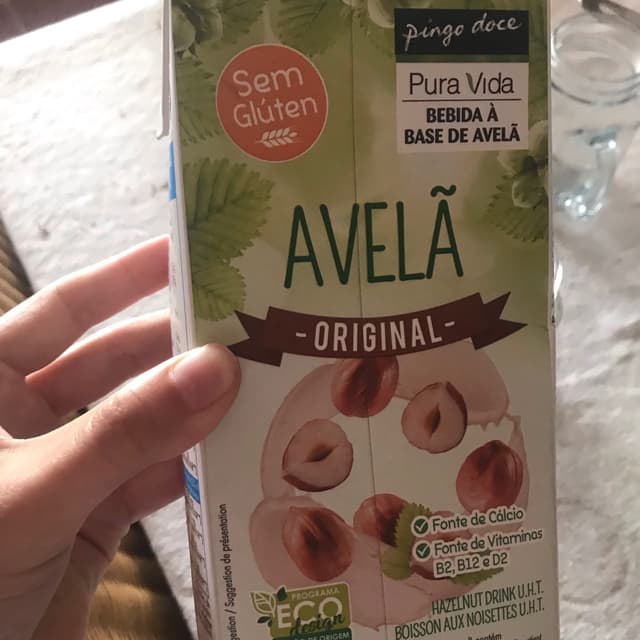 pingo doce
Pura Vida
BEBIDA À
BASE DE AVELÃ
Sem
Glúten
AVELÃ
- ORIGINAL -
Fonte de Cálcio
Fonte de Vitaminas
B2, B12 e D2
HAZELNUT DRINK U.H.T.
BOISSON AUX NOISETTES U.H.T.
/ Suggestion de présentation
PROGRAMA
ECO
design
ORIGEM